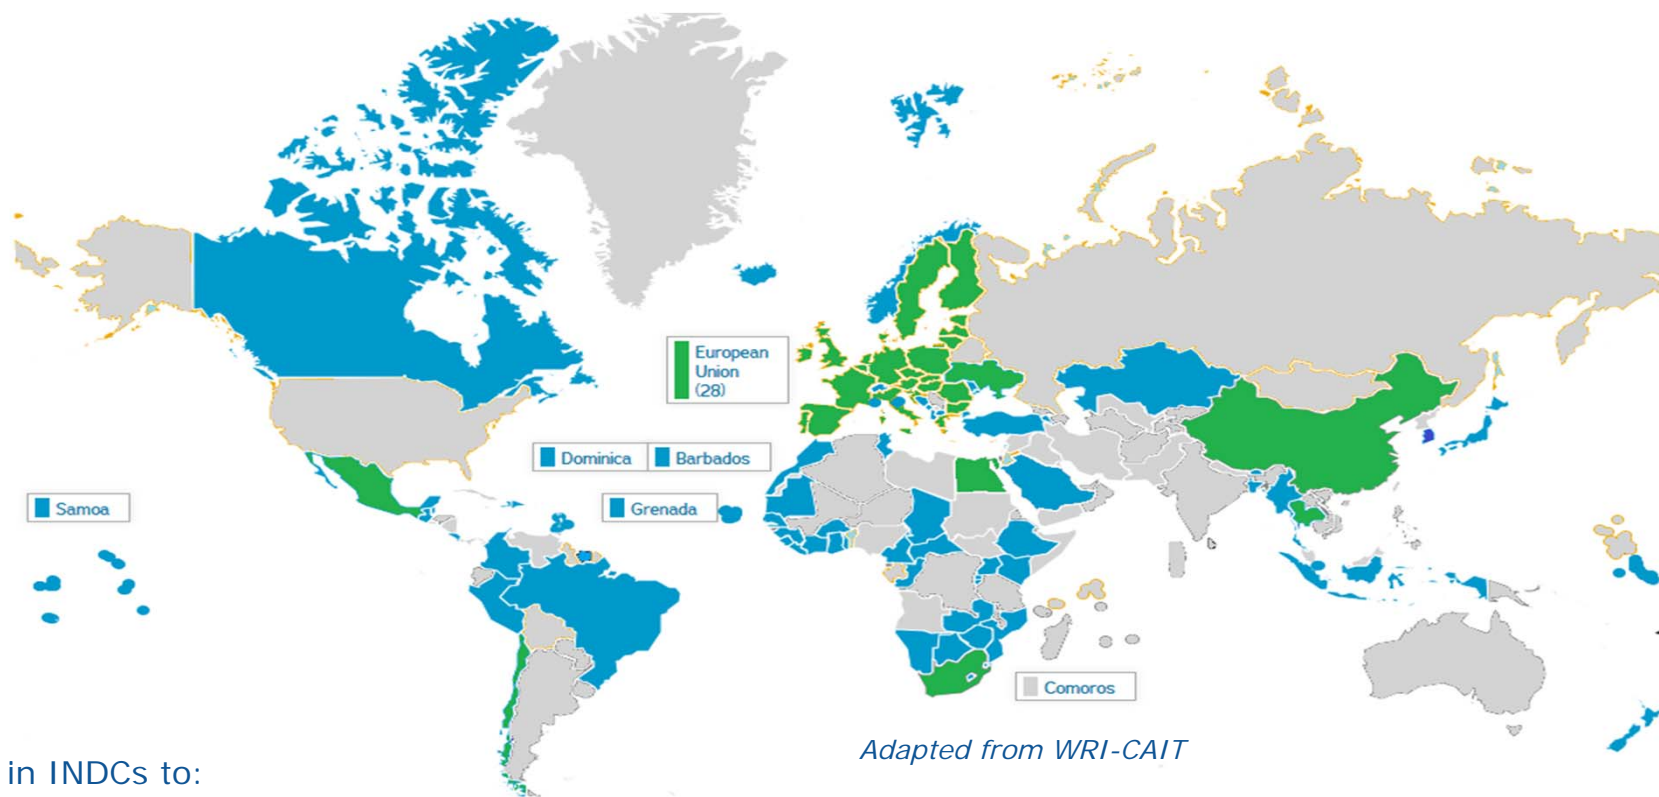 European
Union
(28)
Dominica
Barbados
Samoa
Grenada
Comoros
Adapted from WRI-CAIT
in INDCs to: